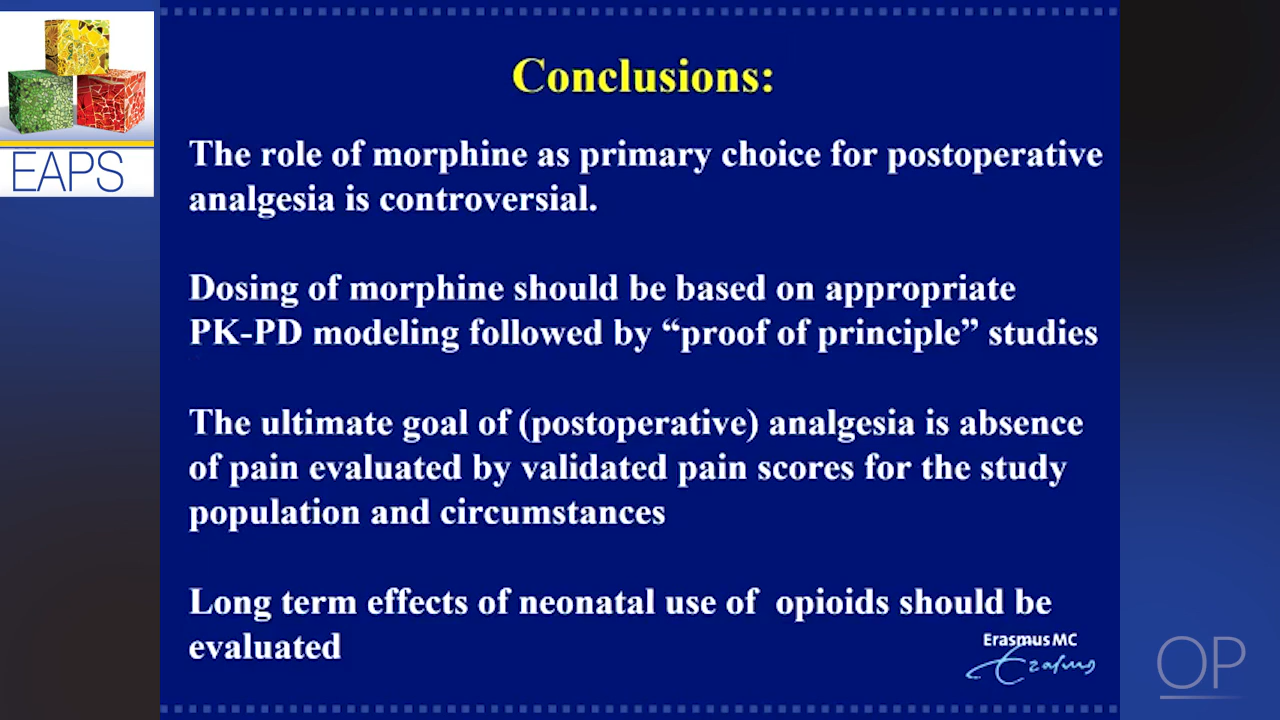 EAPS
Conclusions:
The role of morphine as primary choice for postoperative
analgesia is controversial.
Dosing of morphine should be based on appropriate
PK-PD modeling followed by “proof of principle” studies
The ultimate goal of (postoperative) analgesia is absence
of pain evaluated by validated pain scores for the study
population and circumstances
Long term effects of neonatal use of  opioids should be
evaluated
Erasmus MC
Erasmus
OP